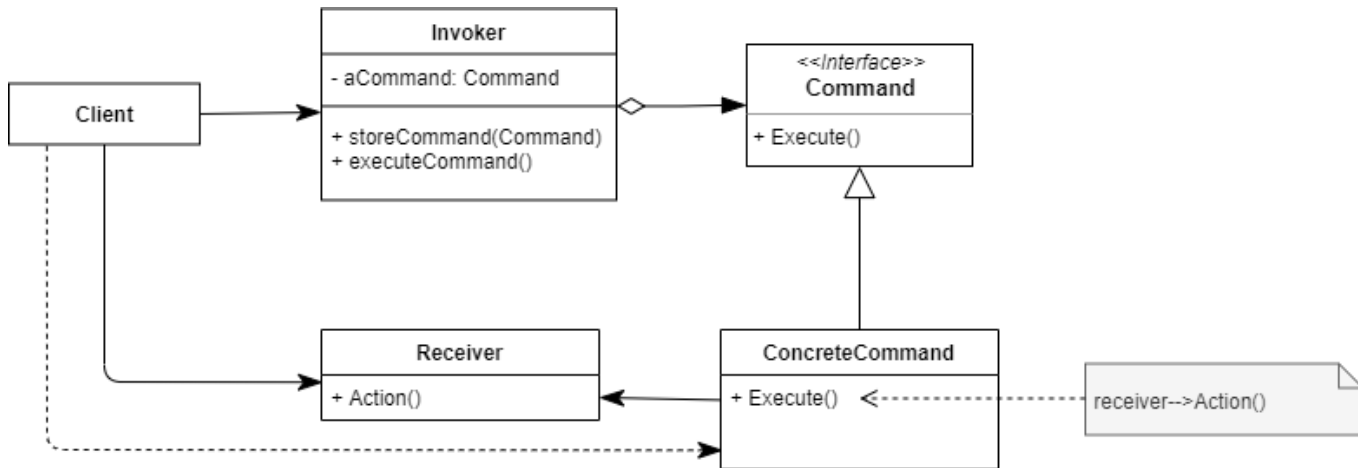 Invoker
- aCommand: Command
+ storeCommand(Command)
+ executeCommand()
<<Interface>>
Command
+ Execute()
Client
Receiver
+ Action()
ConcreteCommand
+ Execute()
receiver-->Action()